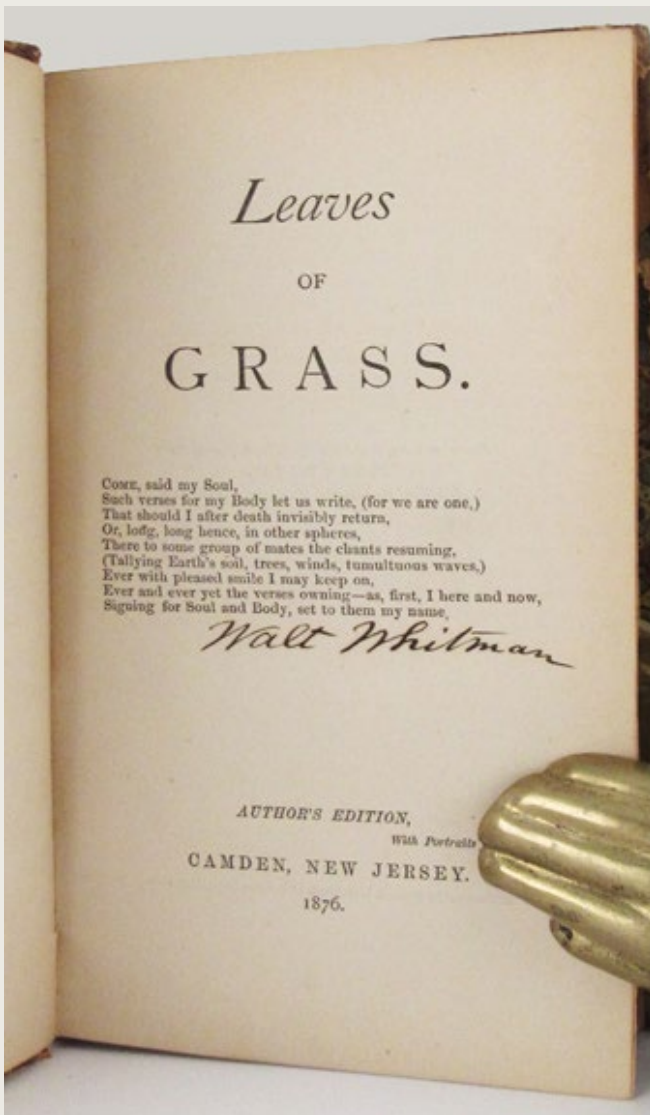 Leaves
OF
GRASS.
COME, said my Soul,
Such verses for my Body let us write, (for we are one,)
That should I after death invisibly return,
Or, long, long hence, in other spheres,
There to some group of mates the chants resuming,
(Tallying Earth's soil, trees, winds, tumultuous waves,)
Ever with pleased smile I may keep on,
Ever and ever yet the verses owning—as, first, I here and now,
Signing for Soul and Body, set to them my name,
Walt Whitman
AUTHOR'S EDITION,
With Portraits
CAMDEN, NEW JERSEY.
1876.